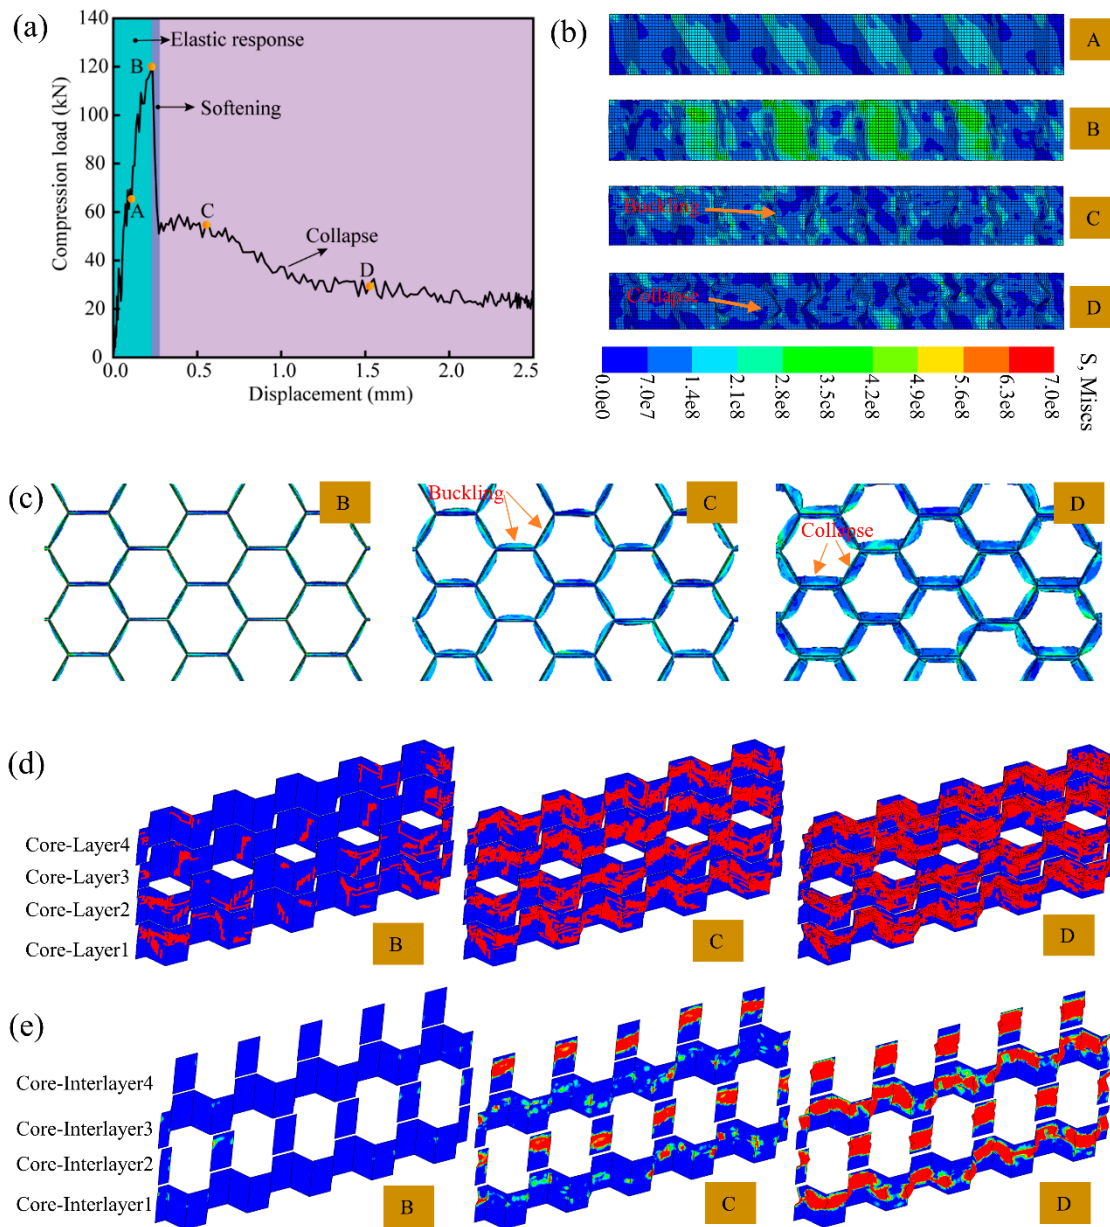 (a)
140
120
100
80
60
40
20
0
Compression load (kN)
Elastic response
B
Softening
A
C
Collapse
D
0.0
0.5
1.0
1.5
2.0
2.5
Displacement (mm)
(b)
A
B
Buckling
C
Collapse
D
0.0e0
7.0e7
1.4e8
2.1e8
2.8e8
3.5e8
4.2e8
4.9e8
5.6e8
6.3e8
7.0e8
S, Mises
(c)
B
Buckling
C
Collapse
D
(d)
Core-Layer4
Core-Layer3
Core-Layer2
Core-Layer1
B
C
D
(e)
Core-Interlayer4
Core-Interlayer3
Core-Interlayer2
Core-Interlayer1
B
C
D